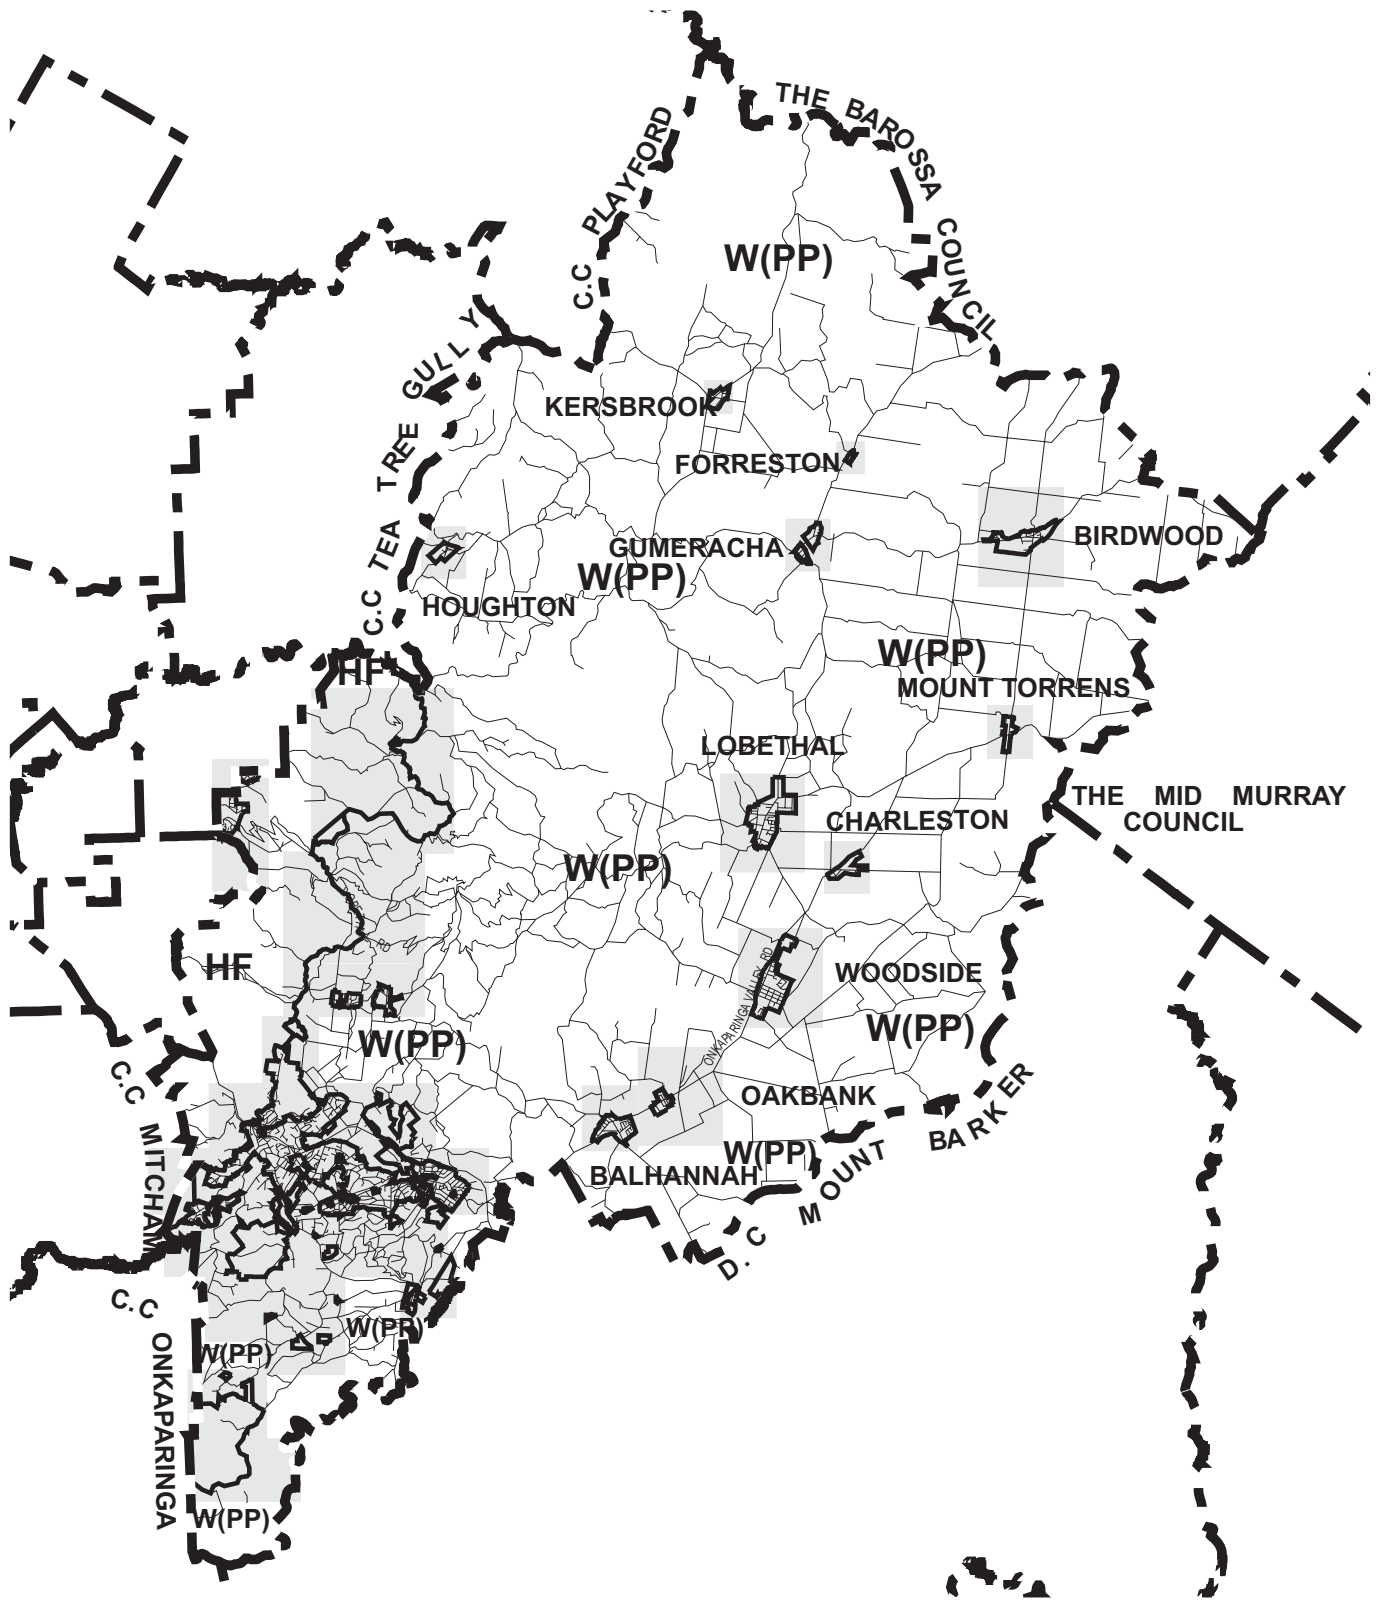 THE BAROSSA COUNCIL
C.C PLAYFORD
W(PP)
C.C TEA TREE GULLY
KERSBROOK
FORRESTON
BIRDWOOD
GUMERACHA
W(PP)
HOUGHTON
W(PP)
HF
MOUNT TORRENS
LOBETHAL
THE MID MURRAY
COUNCIL
CHARLESTON
W(PP)
RD
HF
WOODSIDE
ONKAPARINGA VALLEY RD
W(PP)
W(PP)
C.C MITCHAM
OAKBANK
D.C MOUNT BARKER
W(PP)
BALHANNAH
C.C ONKAPARINGA
W(PP)
W(PP)
W(PP)